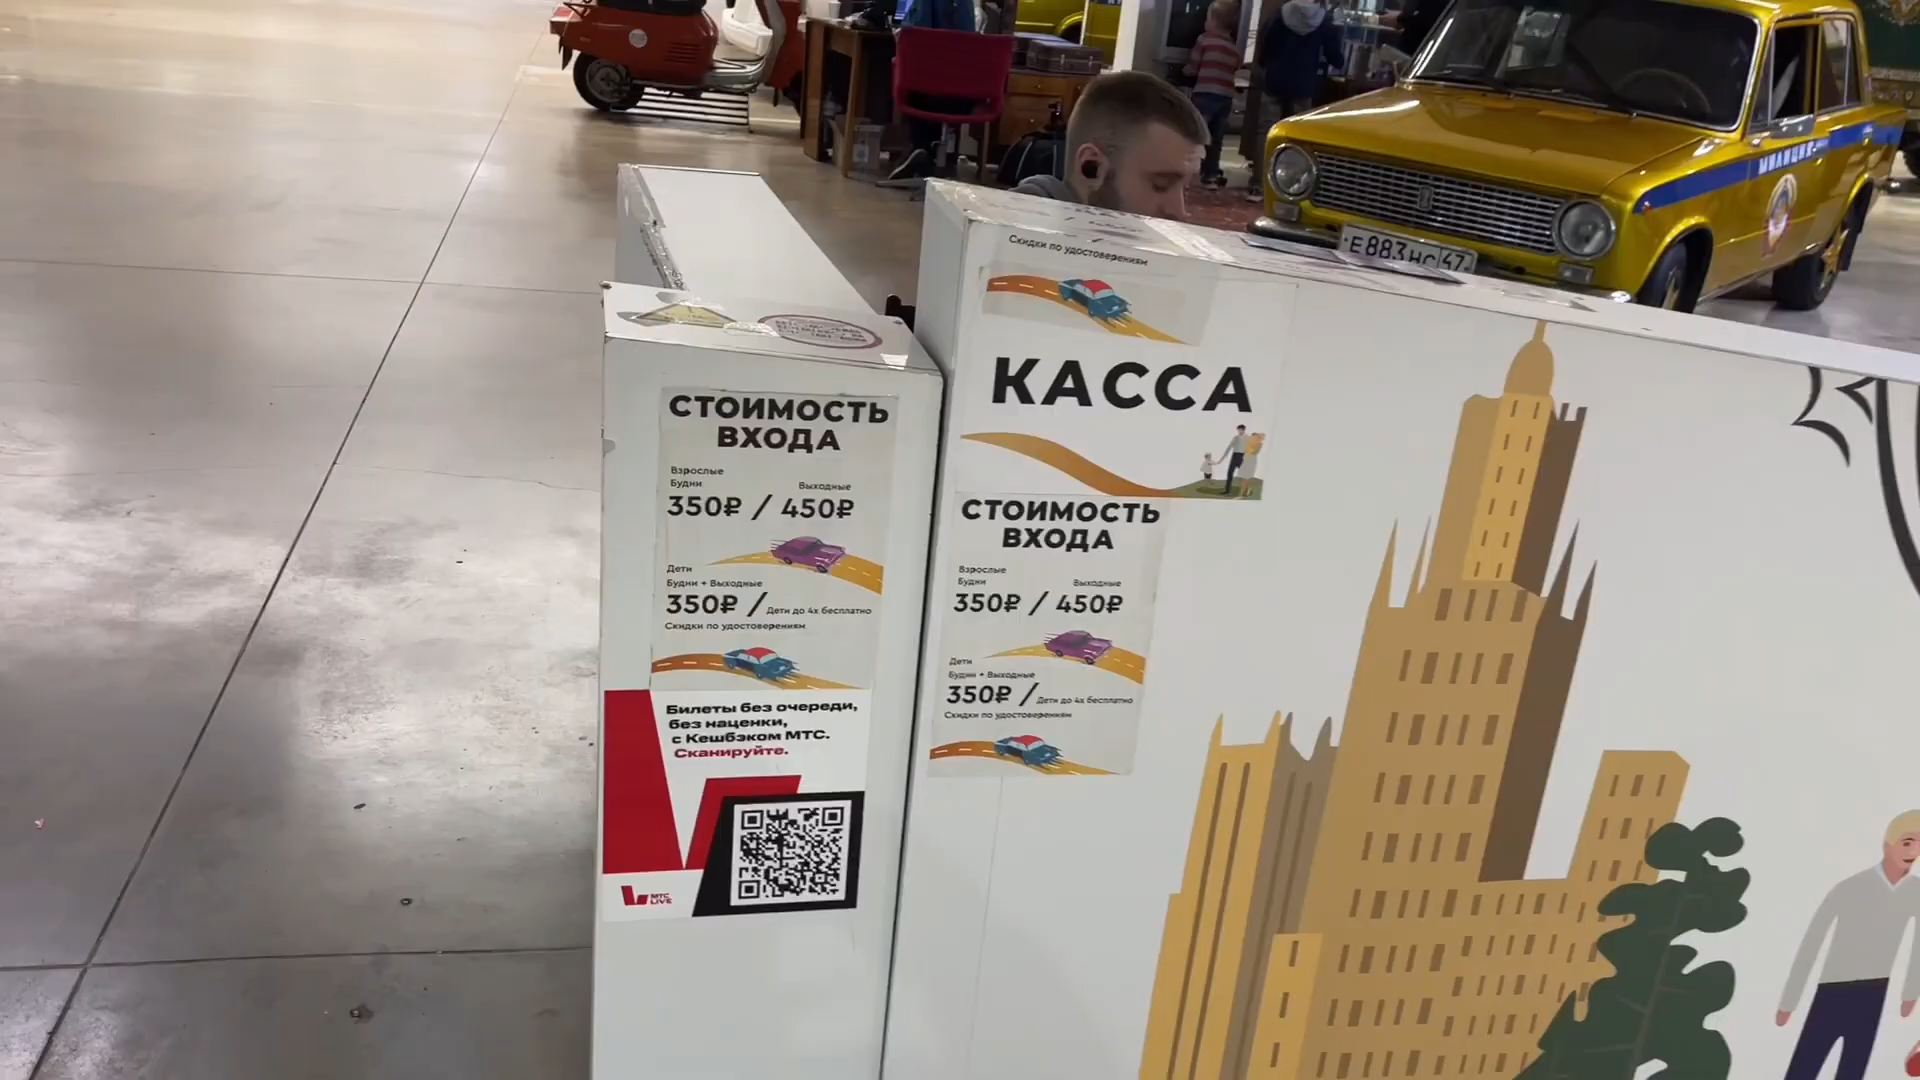 МИЛИЦИЯ
Е883НС 47
Скидки по удостоверениям
КАССА
СТОИМОСТЬ
ВХОДА
Взрослые
Будни Выходные
350₽ / 450₽
Дети
Будни + Выходные
350₽ / Дети до 4х бесплатно
Скидки по удостоверениям
Билеты без очереди,
без наценки,
с Кешбэком МТС.
Сканируйте.
МТС
LIVE
СТОИМОСТЬ
ВХОДА
Взрослые
Будни Выходные
350₽ / 450₽
Дети
Будни + Выходные
350₽ / Дети до 4х бесплатно
Скидки по удостоверениям